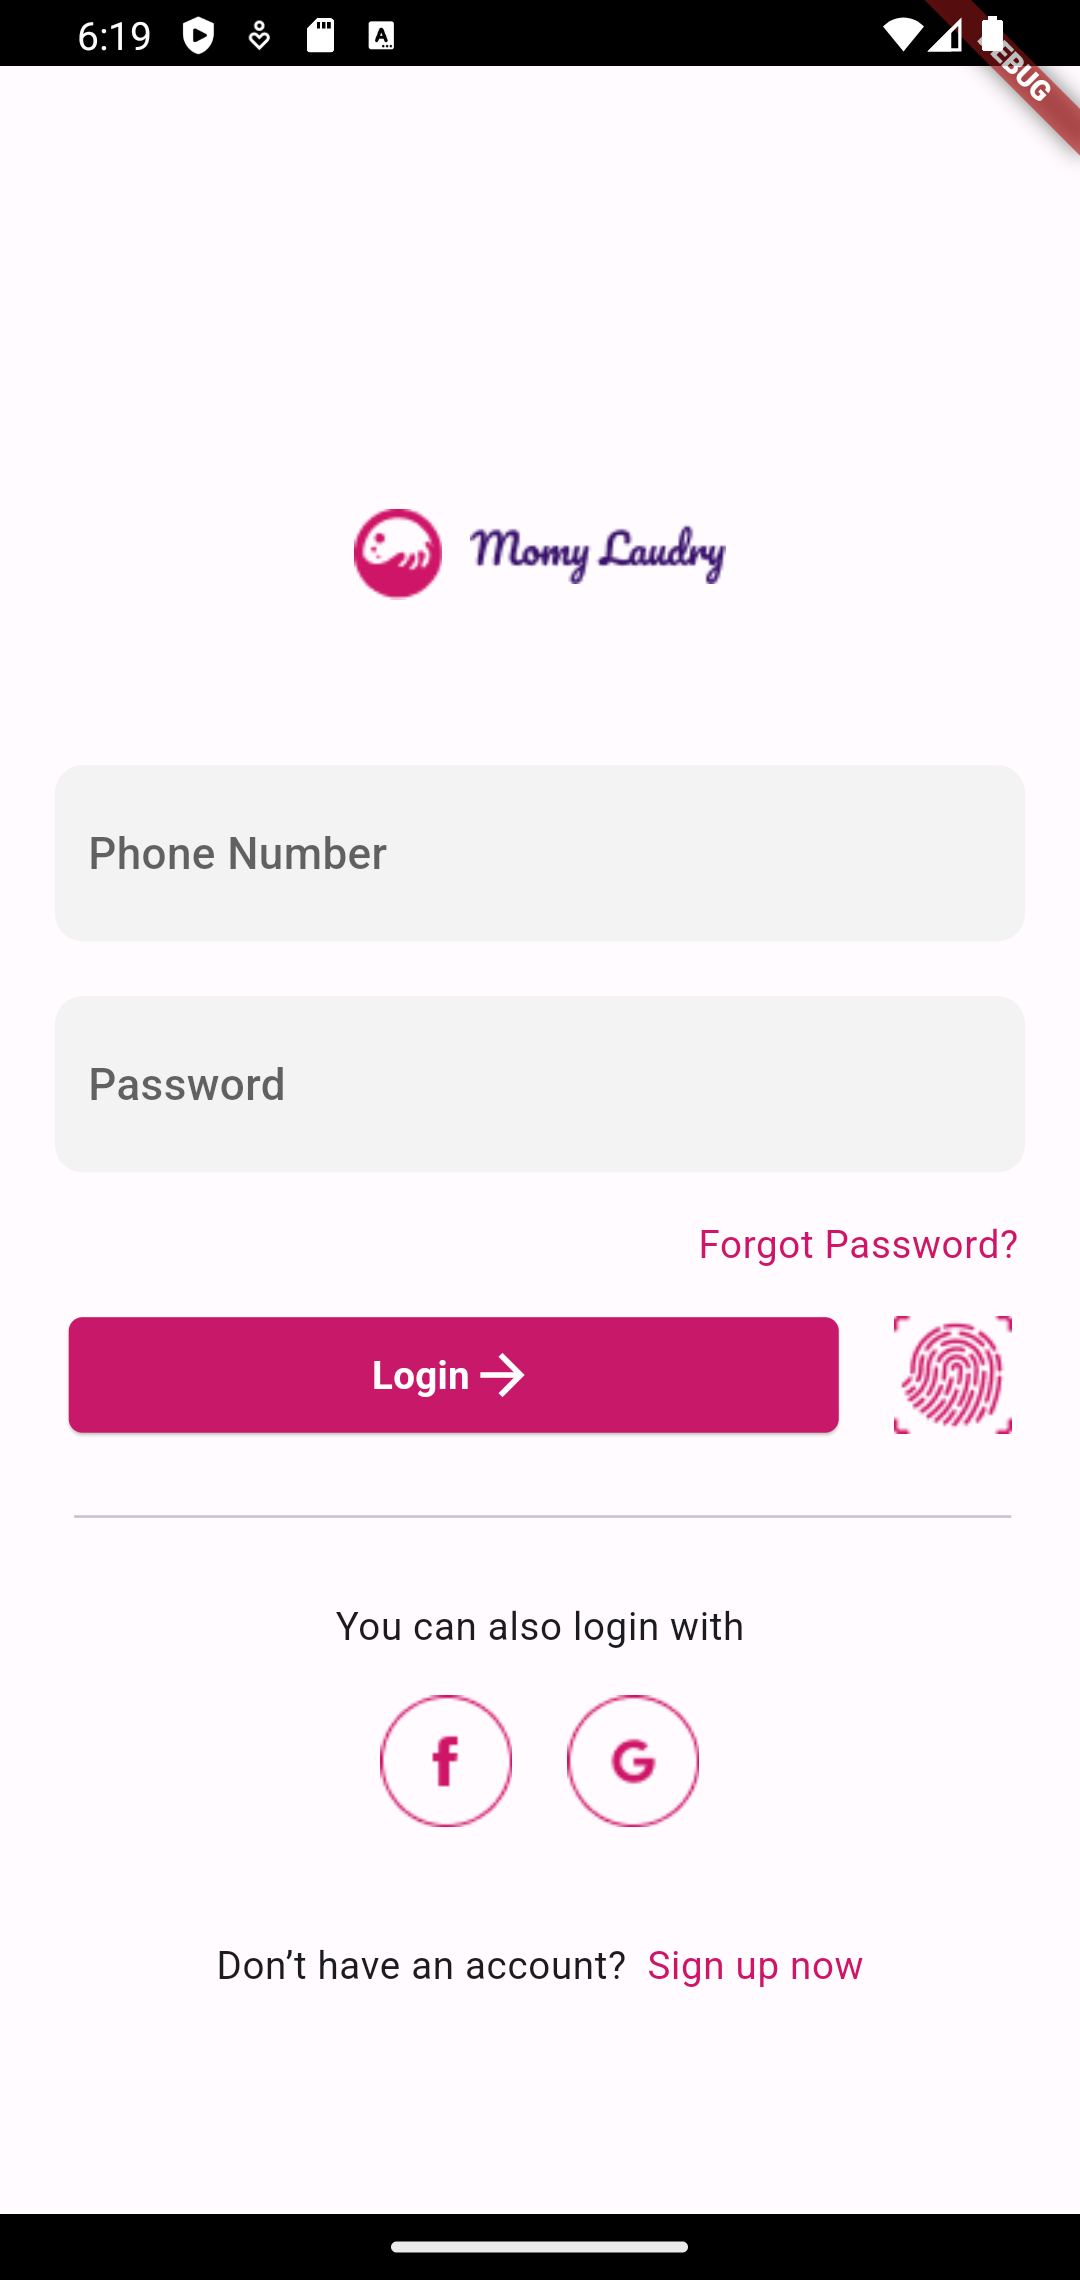 6:19
DEBUG
Momy Laudry
Phone Number
Password
Forgot Password?
Login
You can also login with
f G
Don’t have an account? Sign up now